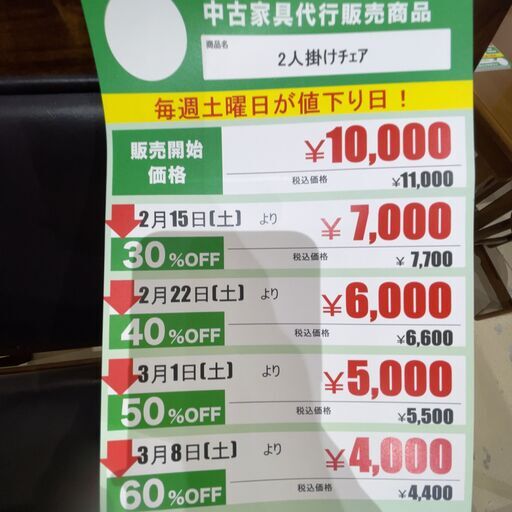 中古家具代行販売商品
商品名
2人掛けチェア
毎週土曜日が値下り日！
販売開始
価格
¥10,000
税込価格 ¥11,000
2月15日(土) より ¥7,000
30%OFF 税込価格 ¥7,700
2月22日(土) より ¥6,000
40%OFF 税込価格 ¥6,600
3月1日(土) より ¥5,000
50%OFF 税込価格 ¥5,500
3月8日(土) より ¥4,000
60%OFF 税込価格 ¥4,400